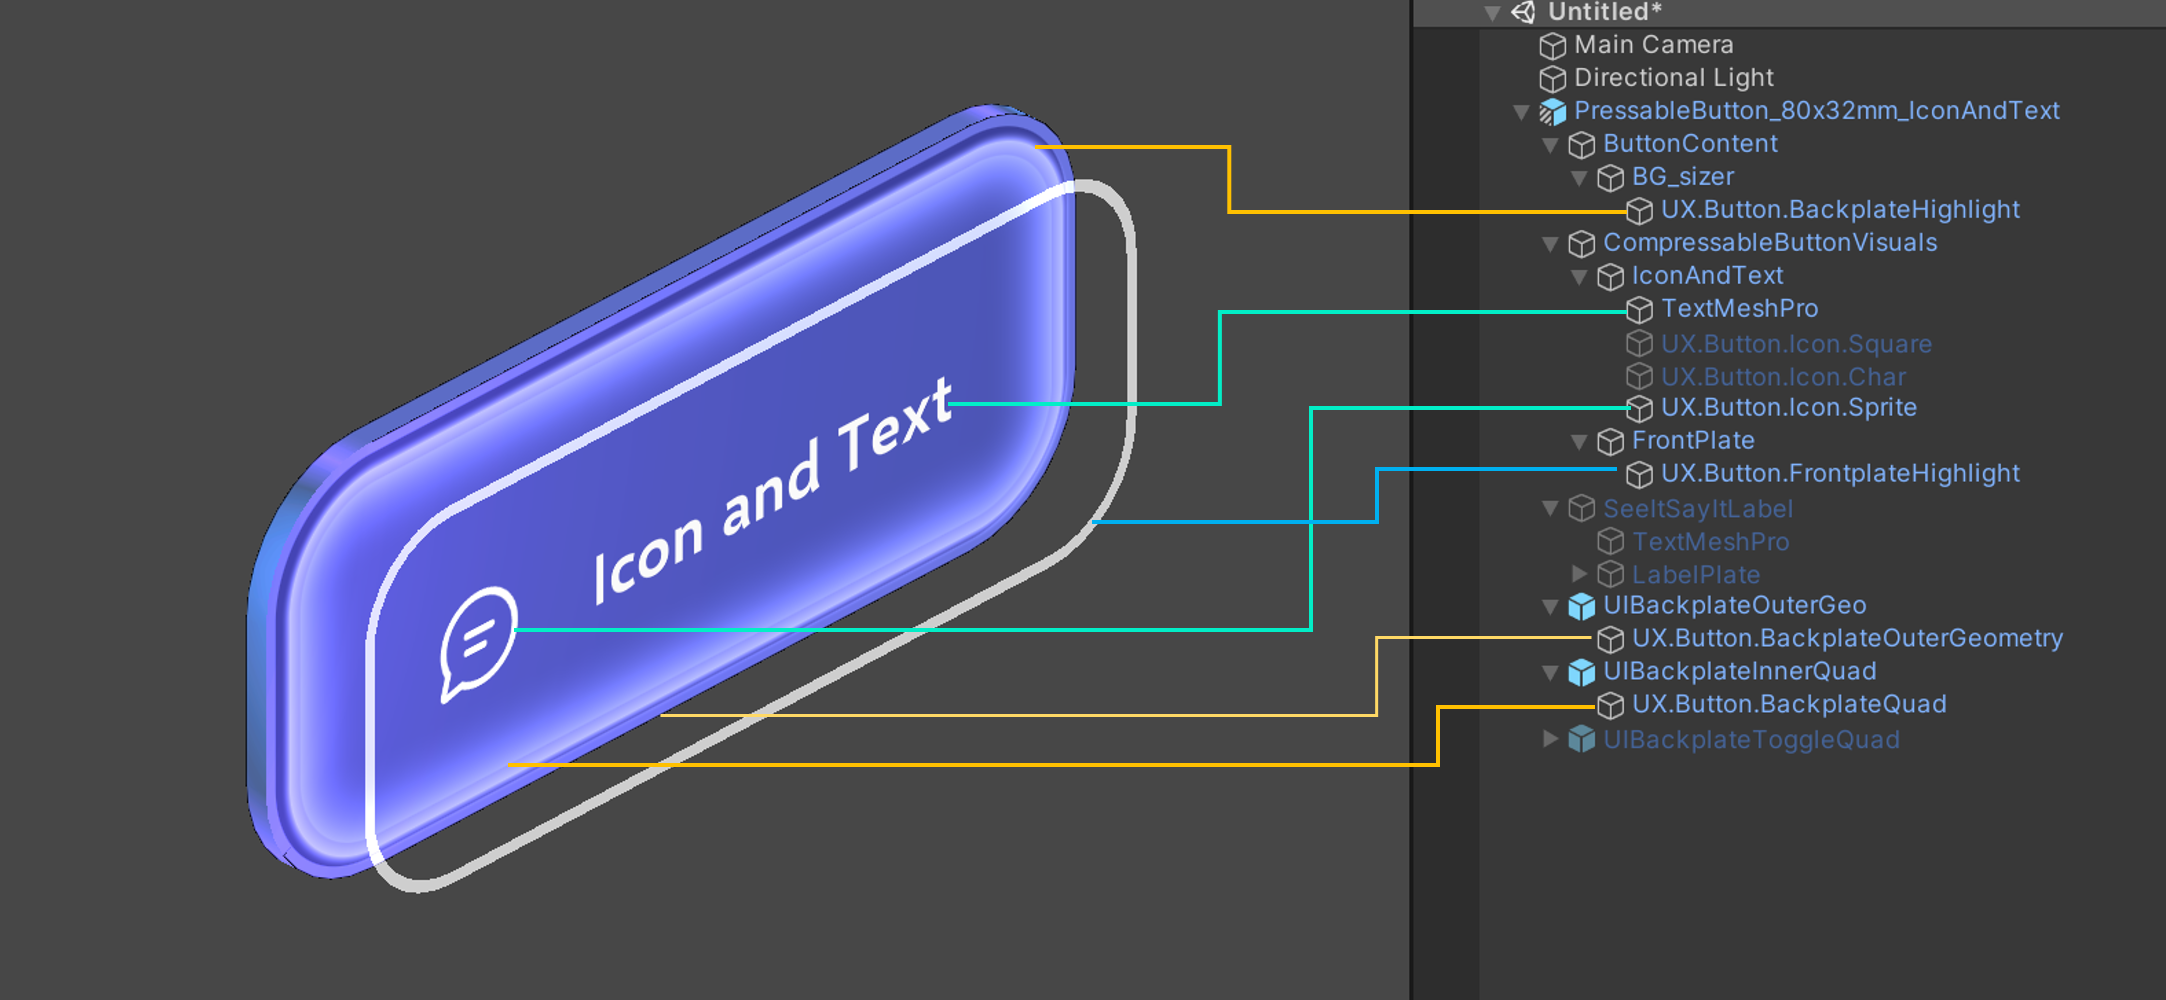 Untitled*
Main Camera
Directional Light
PressableButton_80x32mm_IconAndText
ButtonContent
BG_sizer
UX.Button.BackplateHighlight
CompressableButtonVisuals
IconAndText
TextMeshPro
UX.Button.Icon.Square
UX.Button.Icon.Char
UX.Button.Icon.Sprite
FrontPlate
UX.Button.FrontplateHighlight
SeeItSayItLabel
TextMeshPro
LabelPlate
UIBackplateOuterGeo
UX.Button.BackplateOuterGeometry
UIBackplateInnerQuad
UX.Button.BackplateQuad
UIBackplateToggleQuad
Icon and Text